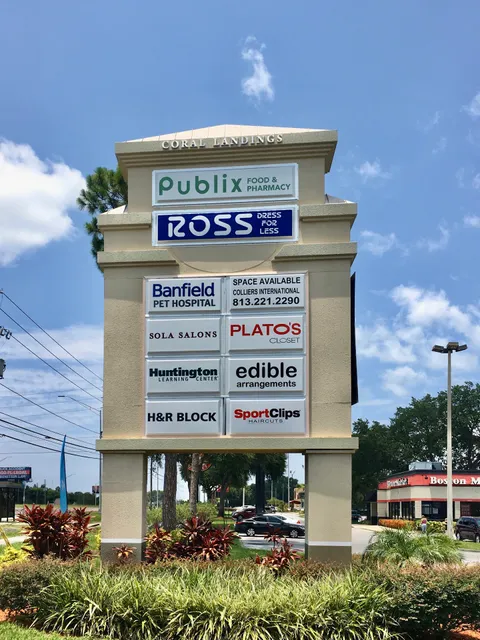 CORAL LANDINGS
Publix FOOD &
PHARMACY
ROSS DRESS
FOR
LESS
Banfield
PET HOSPITAL
SPACE AVAILABLE
COLLIERS INTERNATIONAL
813.221.2290
SOLA SALONS
PLATO'S
CLOSET
Huntington
LEARNING CENTER
edible
arrangements
H&R BLOCK
SportClips
HAIRCUTS
Boston M